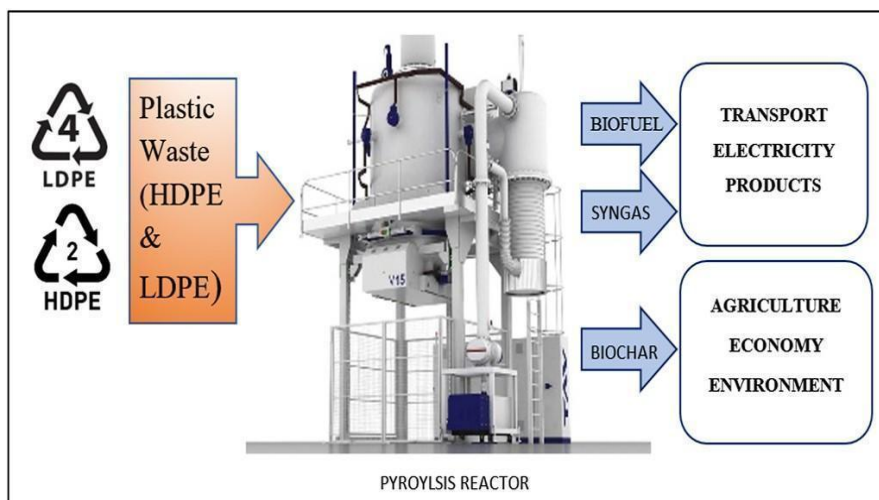 4
LDPE
2
HDPE
Plastic
Waste
(HDPE
&
LDPE)
V15
BIOFUEL
SYNGAS
BIOCHAR
TRANSPORT
ELECTRICITY
PRODUCTS
AGRICULTURE
ECONOMY
ENVIRONMENT
PYROYLSIS REACTOR